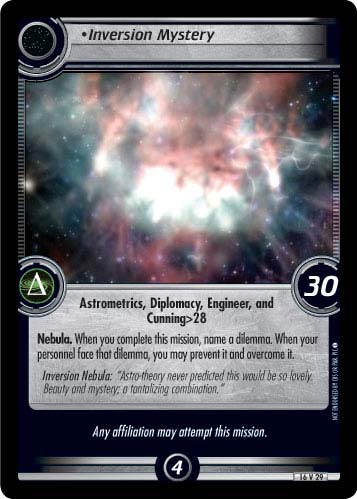 •Inversion Mystery
30
Astrometrics, Diplomacy, Engineer, and
Cunning>28
Nebula. When you complete this mission, name a dilemma. When your
personnel face that dilemma, you may prevent it and overcome it.
Inversion Nebula: "Astro-theory never predicted this would be so lovely.
Beauty and mystery; a tantalizing combination."
Any affiliation may attempt this mission.
4
16 V 29